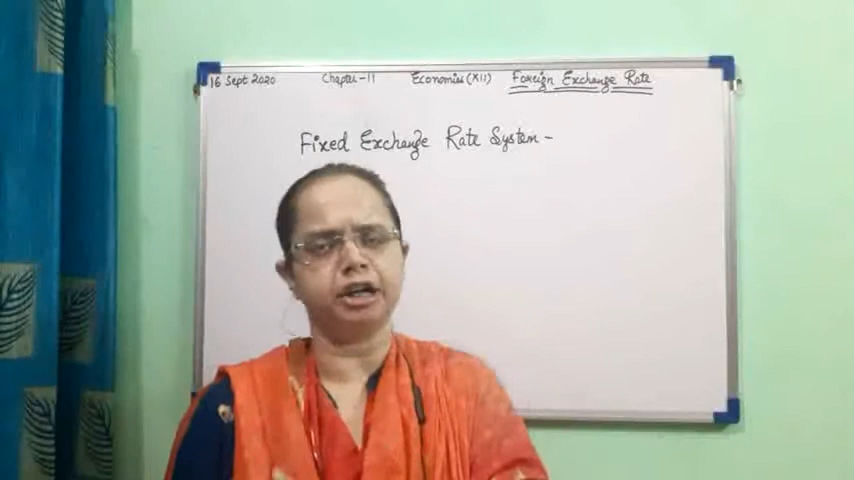 16 Sept 2020 Chapter-11 Economics (XII) Foreign Exchange Rate
Fixed Exchange Rate System -